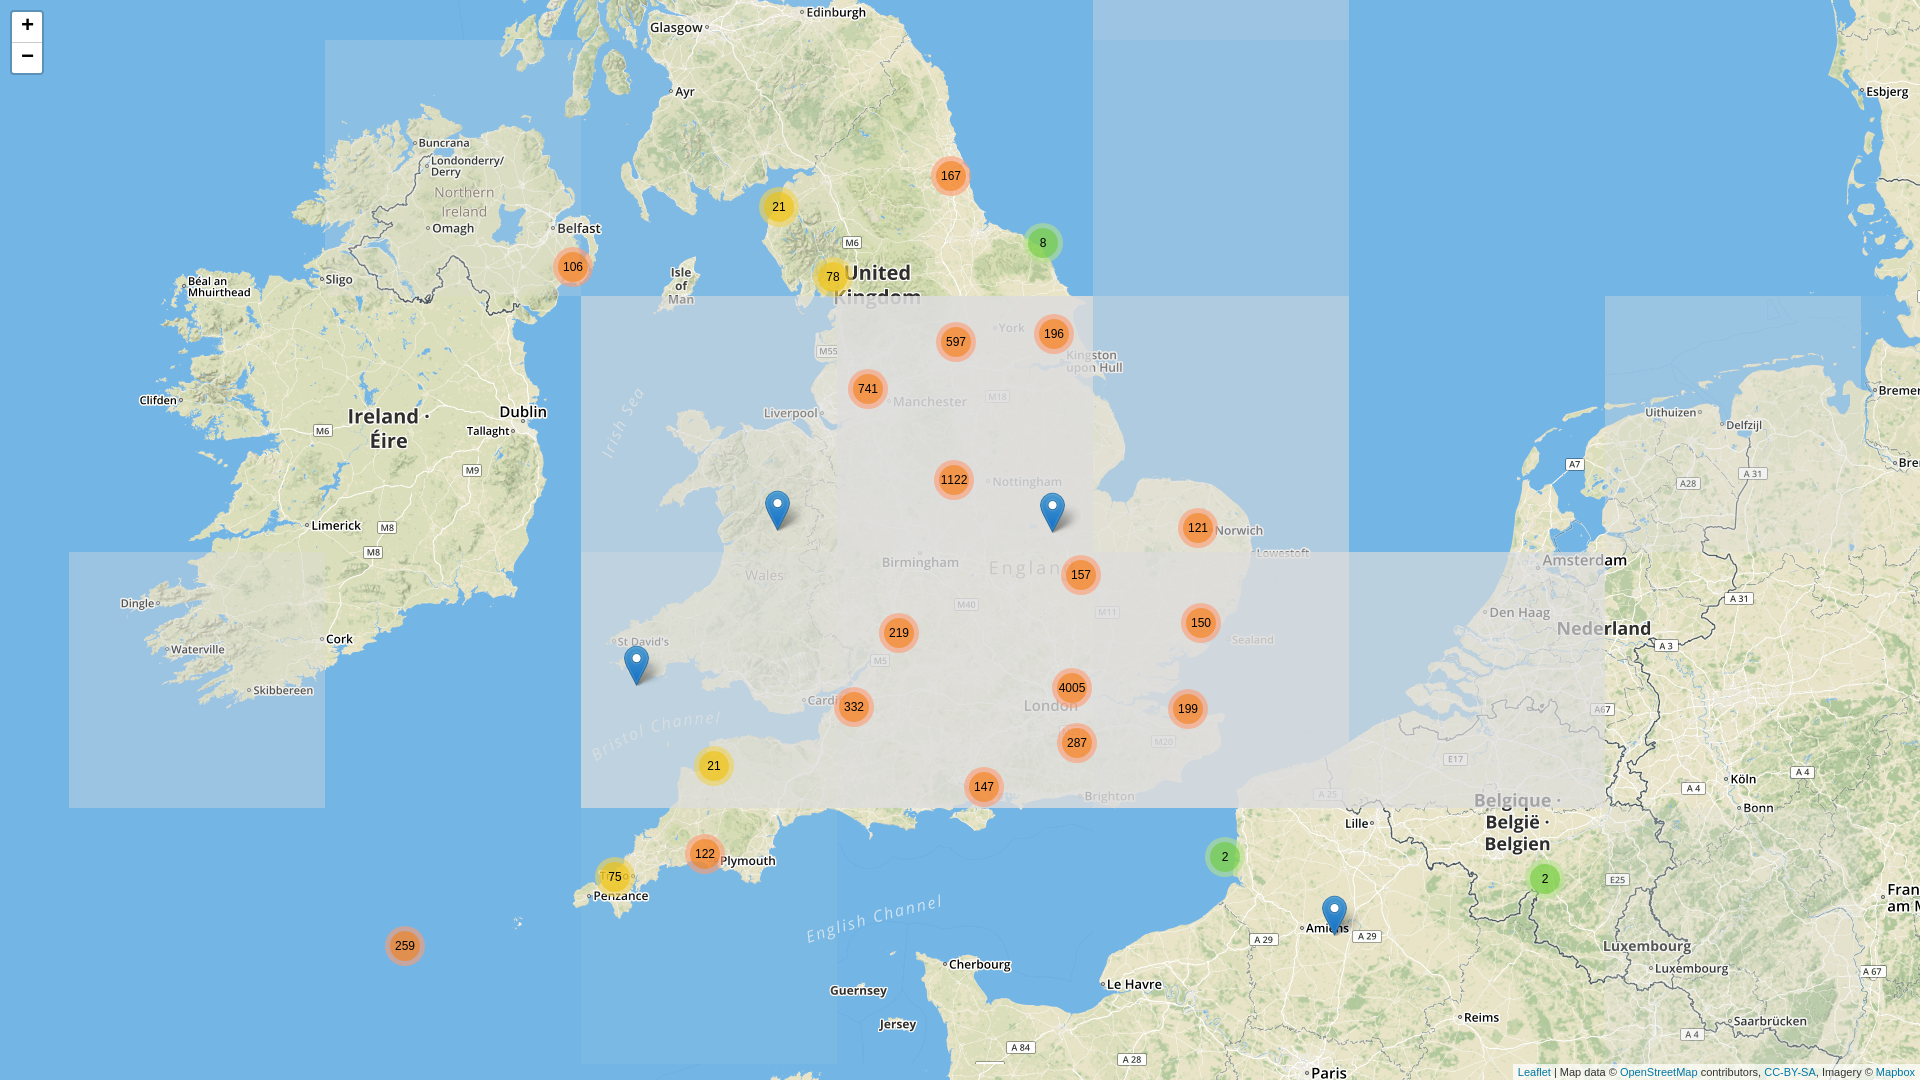 +
−
Edinburgh
Glasgow
Ayr
Esbjerg
Buncrana
Londonderry/
Derry
Northern
Ireland
Omagh
Belfast
167
21
8
M6
106
78
United
Kingdom
Isle
of
Man
Sligo
Béal an
Mhuirthead
York
196
597
M55
Kingston
upon Hull
741
Manchester
M18
Liverpool
Irish Sea
Clifden
Dublin
Tallaght
Ireland ·
Éire
M6
M9
Uithuizen
Delfzijl
Bremer
A7
A 31
A28
Bre
1122
Nottingham
121
Norwich
Lowestoft
Limerick
M8
M8
Birmingham
Wales
Englan
157
Amsterdam
Dingle
M40
M11
150
Den Haag
A 31
Nederland
A 3
Sealand
219
Cork
Waterville
Skibbereen
St David's
M5
4005
London
199
332
Cardi
A67
Bristol Channel
287
M20
E17
21
147
Brighton
A 25
Köln
A 4
A 4
Bonn
Belgique ·
België ·
Belgien
Lille
122
Plymouth
2
75
Penzance
2
E25
Fran
am M
English Channel
259
Amiens
A 29
A 29
Luxembourg
Luxembourg
A 67
Cherbourg
Le Havre
Guernsey
Jersey
Reims
Saarbrücken
A 4
A 84
A 28
Paris
Leaflet | Map data © OpenStreetMap contributors, CC-BY-SA, Imagery © Mapbox